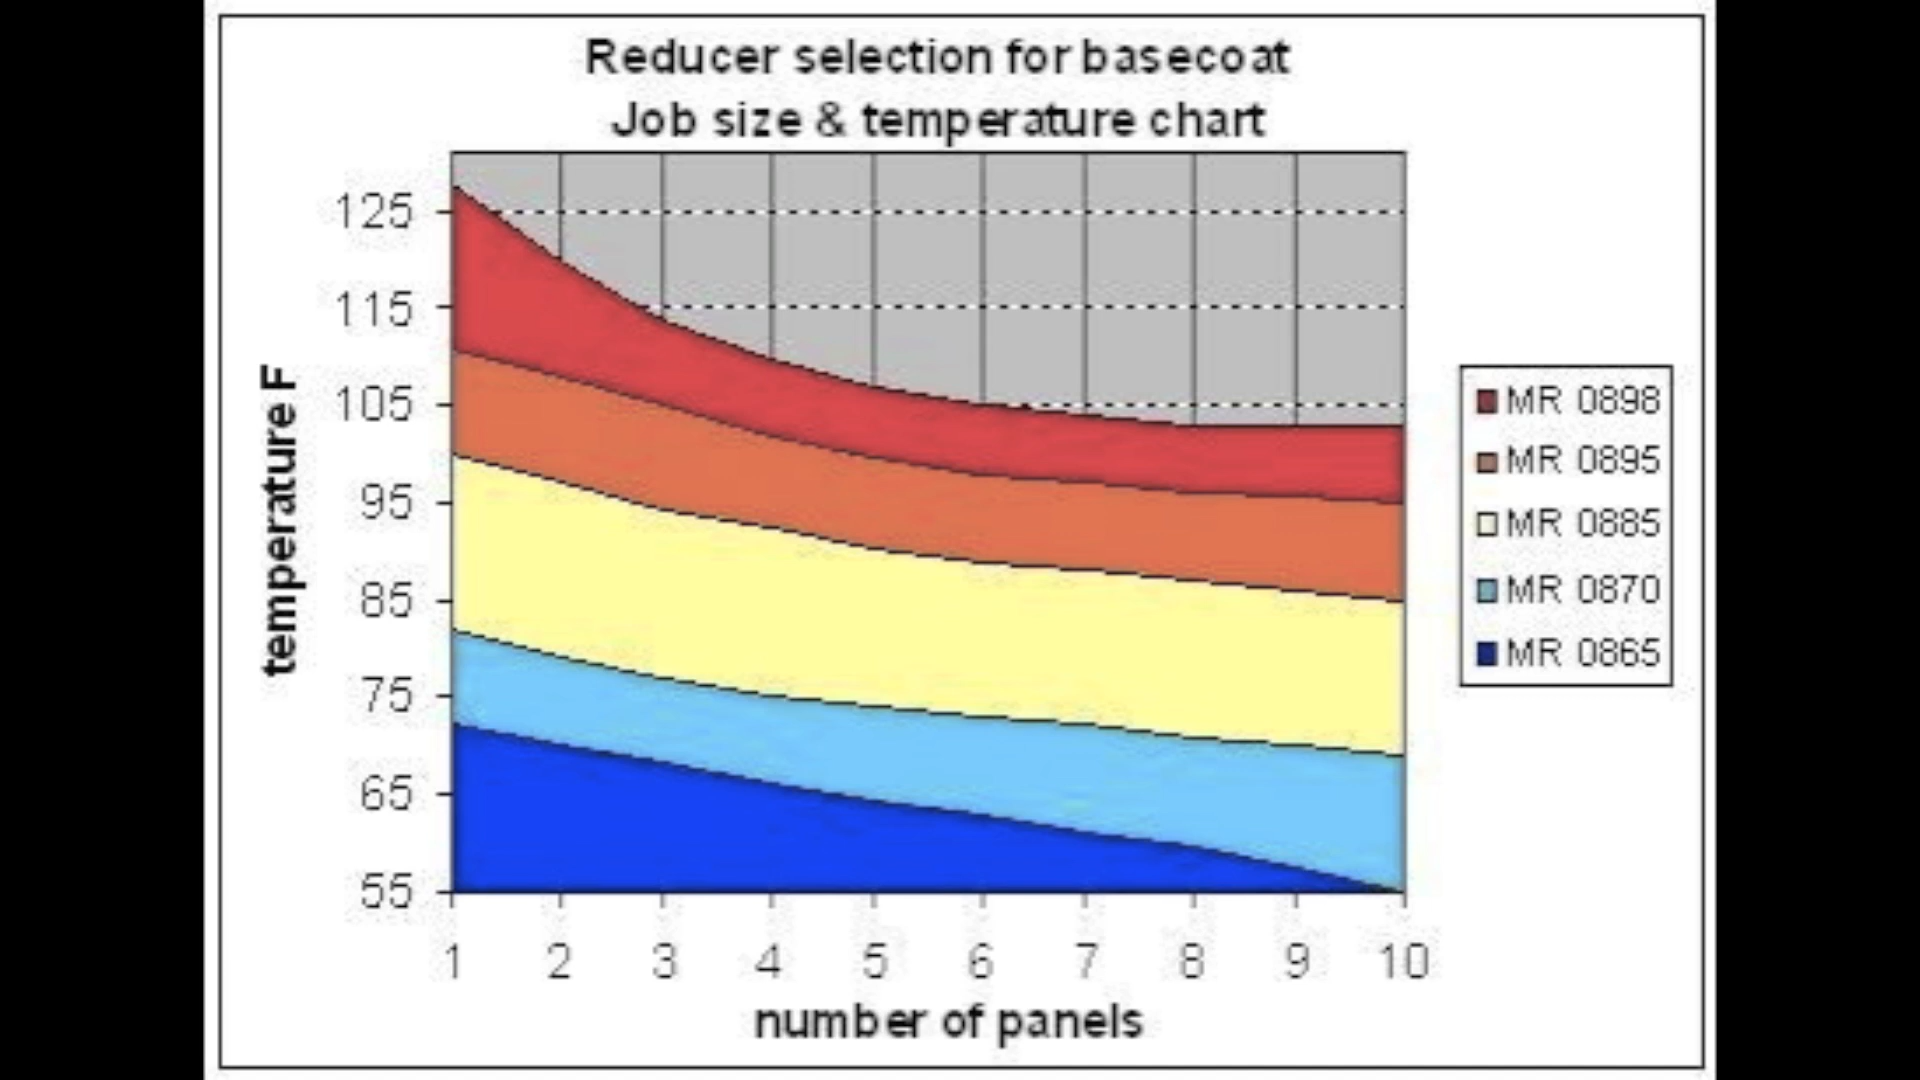 Reducer selection for basecoat
Job size & temperature chart
125
115
105
95
85
75
65
55
temperature F
1 2 3 4 5 6 7 8 9 10
number of panels
MR 0898
MR 0895
MR 0885
MR 0870
MR 0865